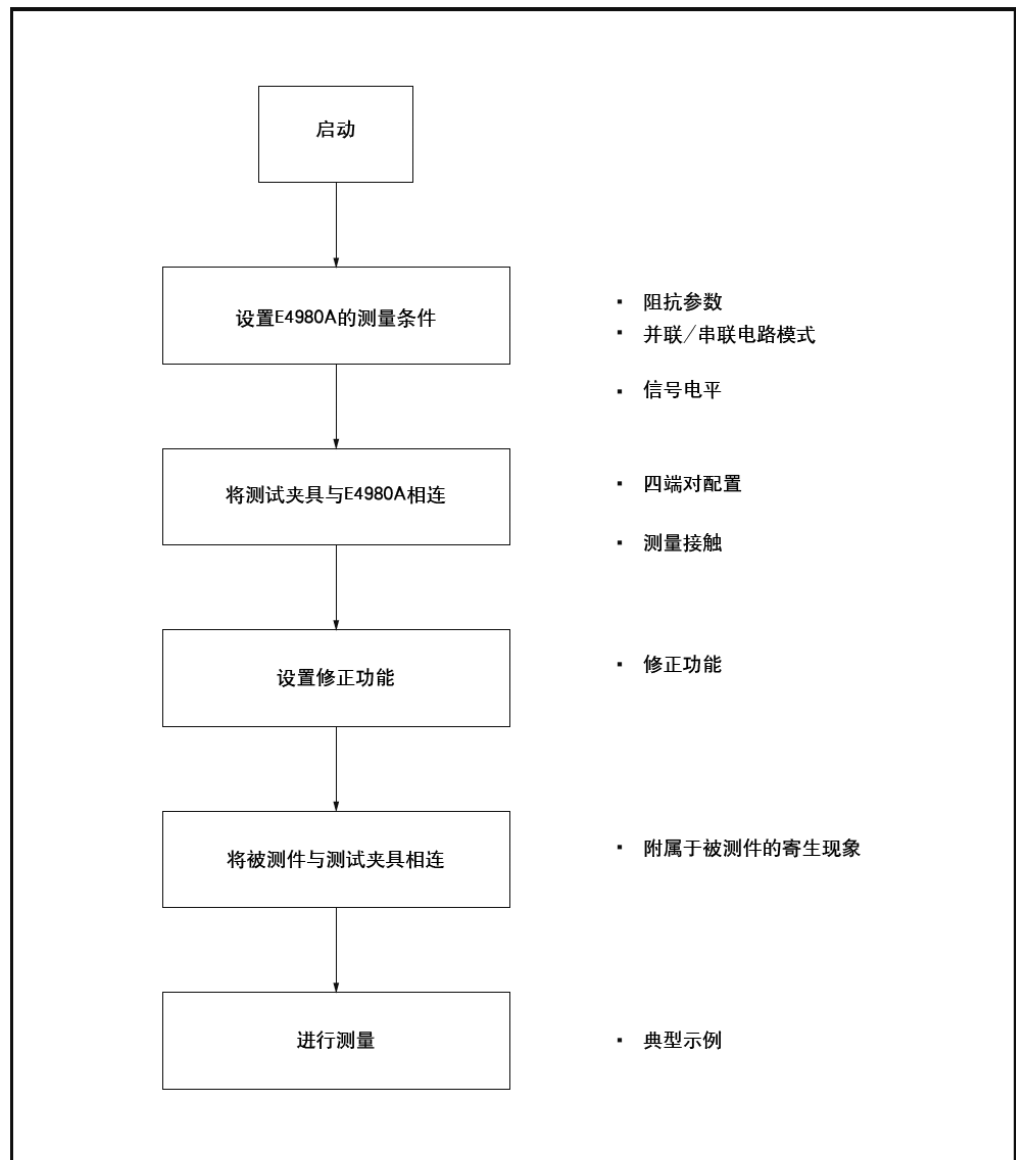 启动
设置E4980A的测量条件
▪ 阻抗参数
▪ 并联/串联电路模式
▪ 信号电平
将测试夹具与E4980A相连
▪ 四端对配置
▪ 测量接触
设置修正功能
▪ 修正功能
将被测件与测试夹具相连
▪ 附属于被测件的寄生现象
进行测量
▪ 典型示例